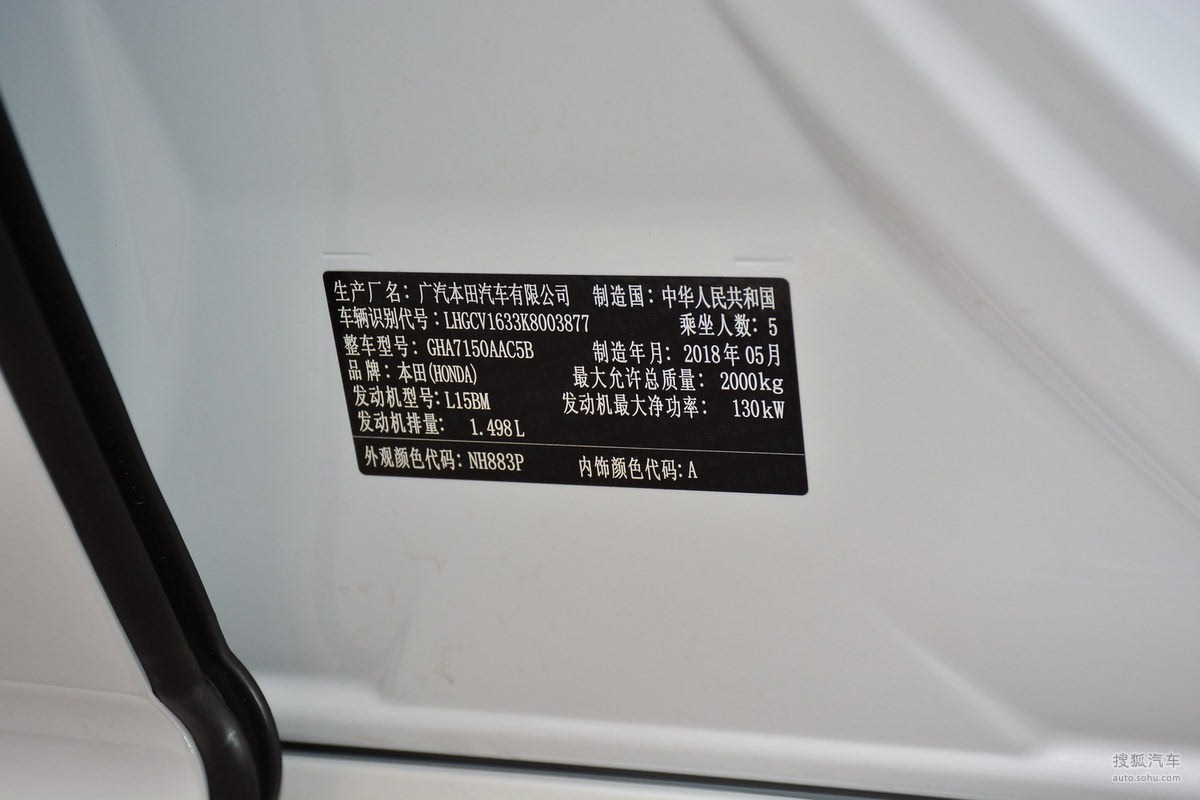 生产厂名：广汽本田汽车有限公司 制造国：中华人民共和国
车辆识别代号：LHGCV1633K8003877 乘坐人数：5
整车型号：GHA7150AAC5B 制造年月：2018年05月
品牌：本田(HONDA) 最大允许总质量：2000kg
发动机型号：L15BM 发动机最大净功率：130kW
发动机排量：1.498L
外观颜色代码：NH883P 内饰颜色代码：A
搜狐汽车
auto.sohu.com